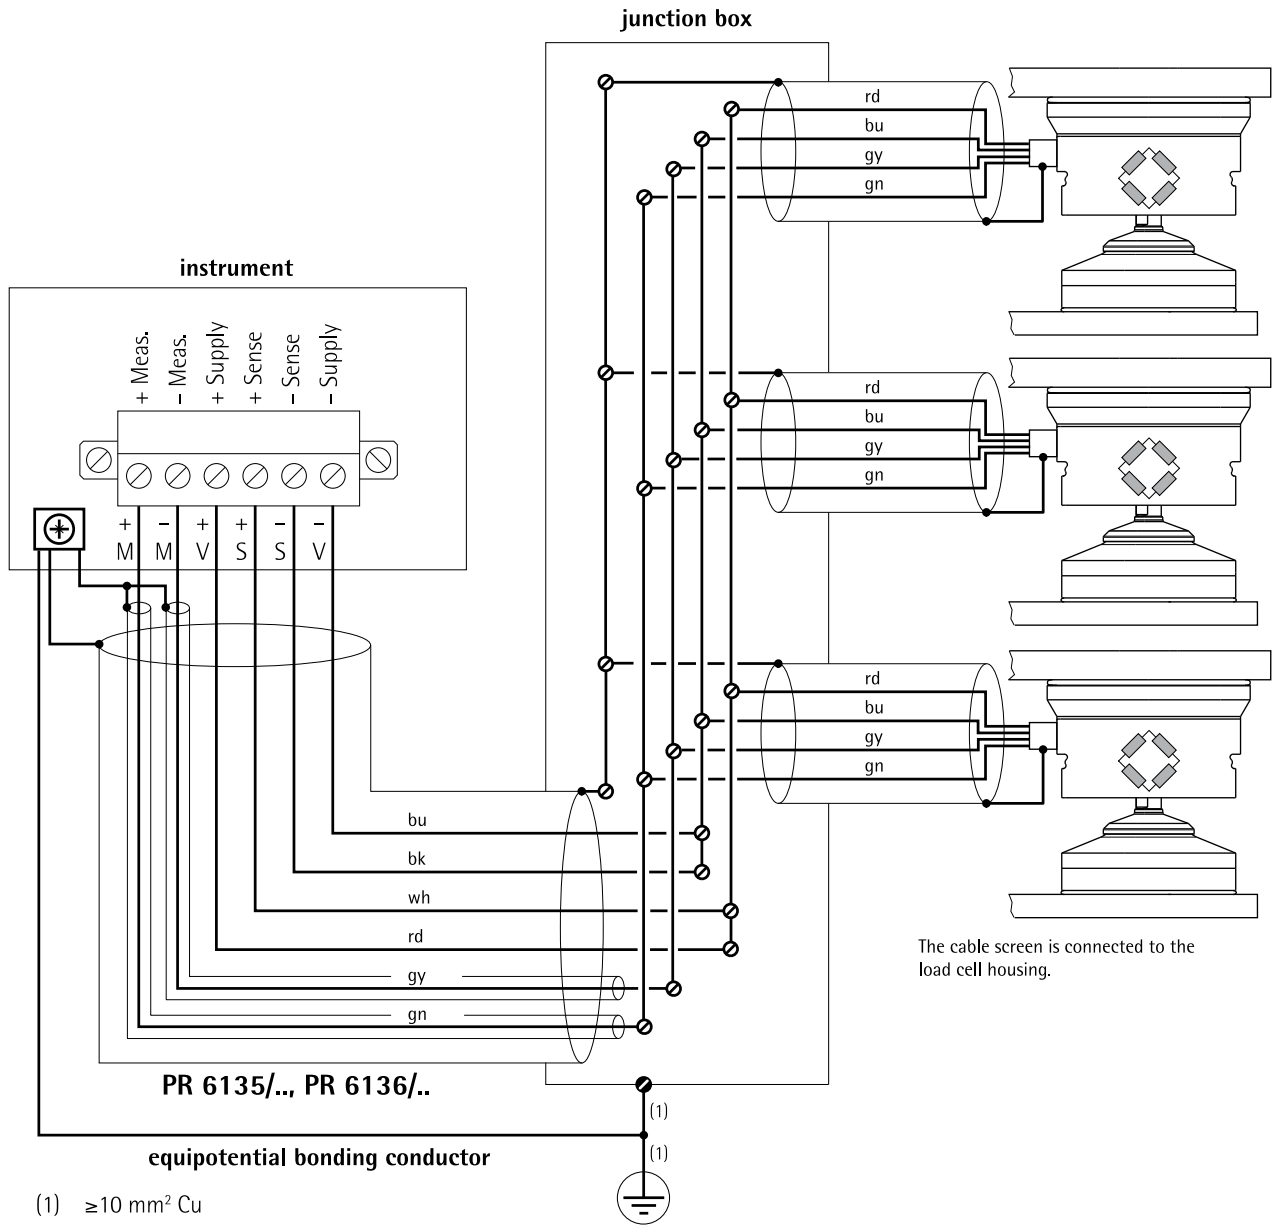 junction box
rd
bu
gy
gn
instrument
+ Meas.
– Meas.
+ Supply
+ Sense
– Sense
– Supply
+ – + + – –
M M V S S V
rd
bu
gy
gn
rd
bu
gy
gn
bu
bk
wh
rd
gy
gn
The cable screen is connected to the
load cell housing.
PR 6135/.., PR 6136/..
(1)
(1)
equipotential bonding conductor
(1) ≥10 mm² Cu